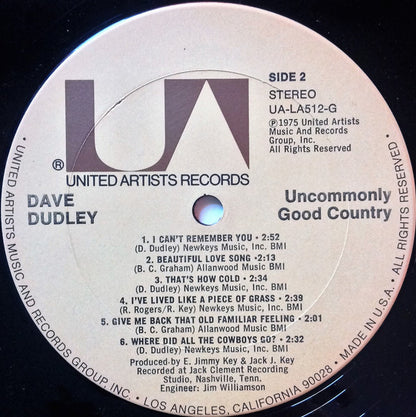 UA
®
UNITED ARTISTS RECORDS
SIDE 2
STEREO
UA-LA512-G
℗1975 United Artists
Music And Records
Group, Inc.
All Rights Reserved
DAVE
DUDLEY
Uncommonly
Good Country
1. I CAN'T REMEMBER YOU • 2:52
(D. Dudley) Newkeys Music, Inc. BMI
2. BEAUTIFUL LOVE SONG • 2:13
(B. C. Graham) Allanwood Music BMI
3. THAT'S HOW COLD • 2:34
(D. Dudley) Newkeys Music, Inc. BMI
4. I'VE LIVED LIKE A PIECE OF GRASS • 2:39
(R. Rogers/R. Key) Newkeys Music, Inc. BMI
5. GIVE ME BACK THAT OLD FAMILIAR FEELING • 2:01
(B. C. Graham) Allanwood Music BMI
6. WHERE DID ALL THE COWBOYS GO? • 2:32
(D. Dudley) Newkeys Music, Inc. BMI
Produced by E. Jimmy Key & Jack J. Key
Recorded at Jack Clement Recording
Studio, Nashville, Tenn.
Engineer: Jim Williamson
• UNITED ARTISTS MUSIC AND RECORDS GROUP, INC. • LOS ANGELES, CALIFORNIA 90028 • MADE IN U.S.A. • ALL RIGHTS RESERVED •